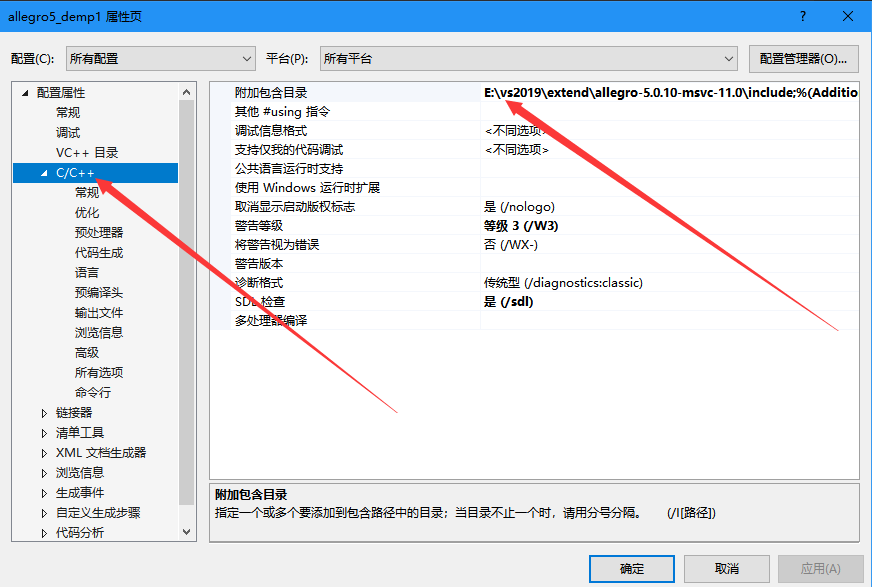 allegro5_demp1 属性页
?
配置(C):
所有配置
平台(P):
所有平台
配置管理器(O)...
配置属性
常规
调试
VC++ 目录
C/C++
常规
优化
预处理器
代码生成
语言
预编译头
输出文件
浏览信息
高级
所有选项
命令行
链接器
清单工具
XML 文档生成器
浏览信息
生成事件
自定义生成步骤
代码分析
附加包含目录 E:\vs2019\extend\allegro-5.0.10-msvc-11.0\include;%(Additio
其他 #using 指令
调试信息格式 <不同选项>
支持仅我的代码调试 <不同选项>
公共语言运行时支持
使用 Windows 运行时扩展
取消显示启动版权标志 是 (/nologo)
警告等级 等级 3 (/W3)
将警告视为错误 否 (/WX-)
警告版本
诊断格式 传统型 (/diagnostics:classic)
SDL 检查 是 (/sdl)
多处理器编译
附加包含目录
指定一个或多个要添加到包含路径中的目录；当目录不止一个时，请用分号分隔。 (/I[路径])
确定
取消
应用(A)